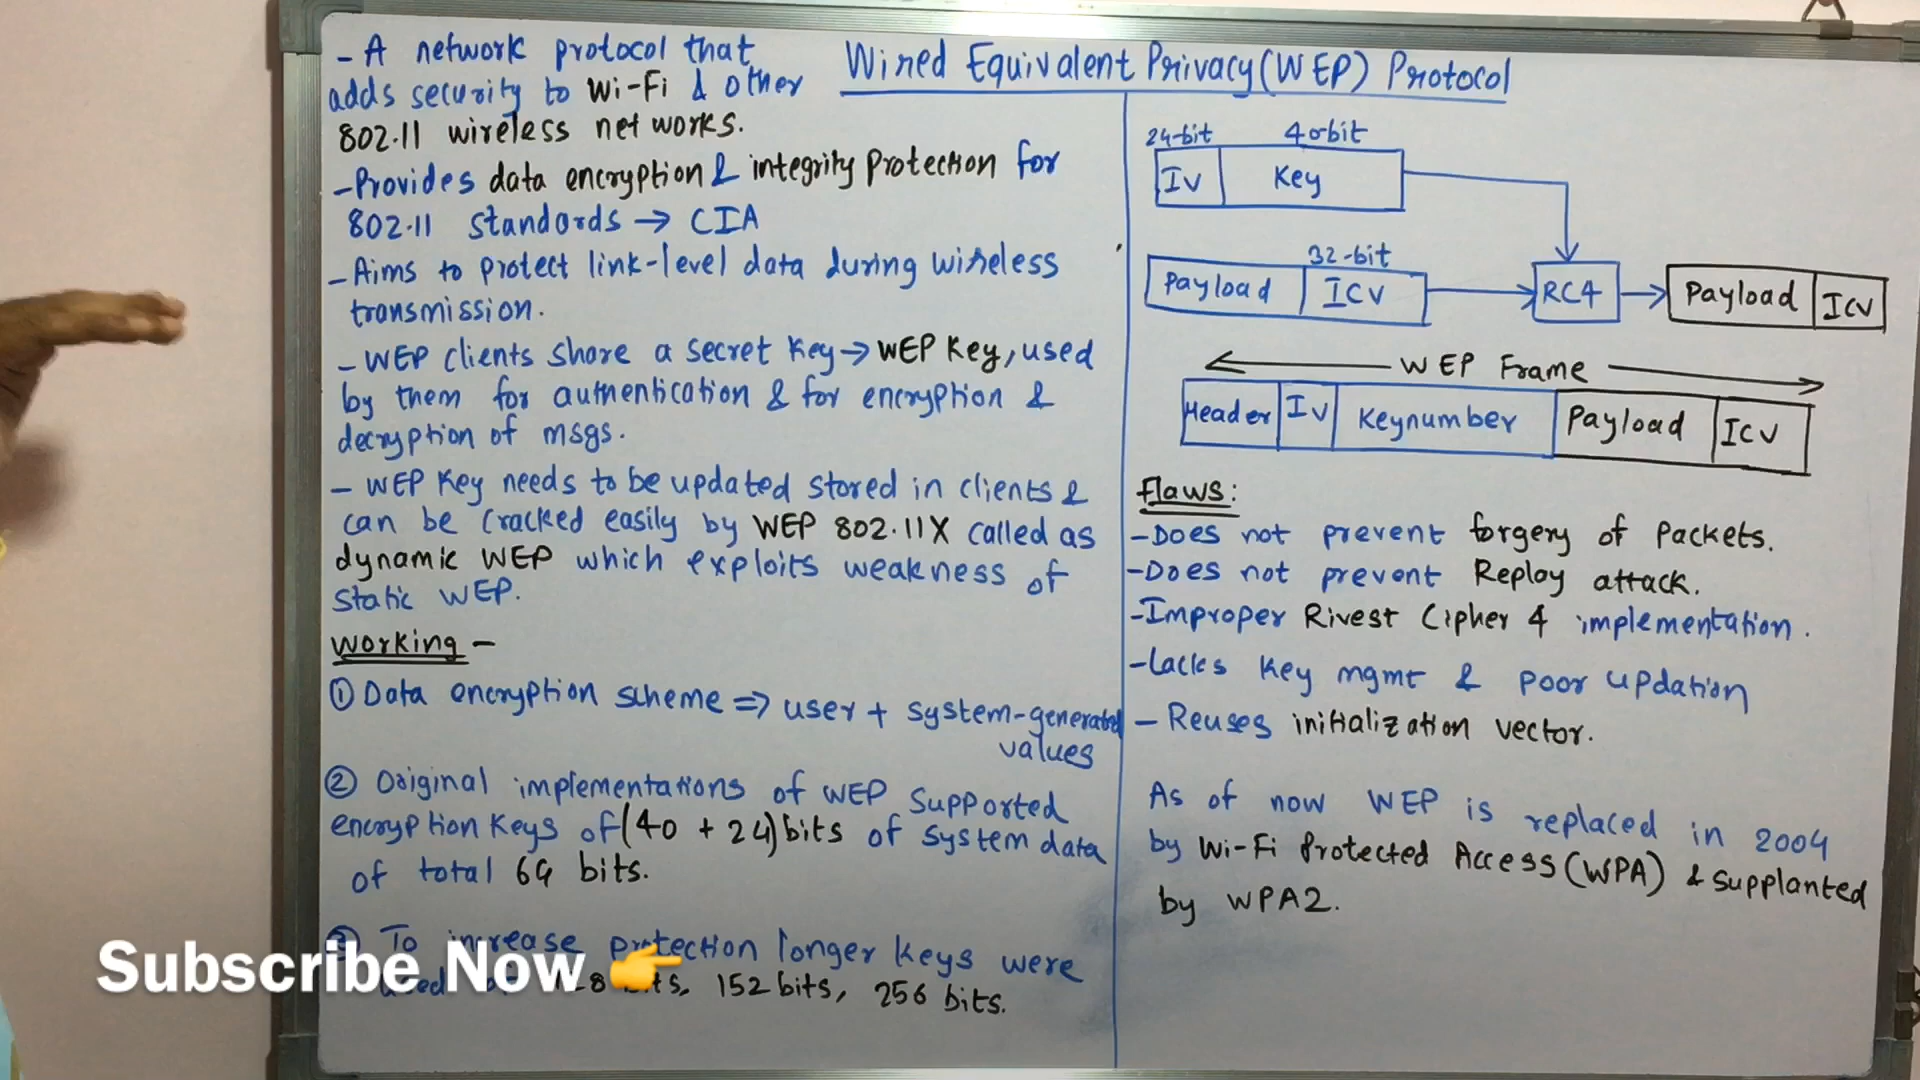 Wired Equivalent Privacy (WEP) Protocol
- A network protocol that
adds security to Wi-Fi & other
802.11 wireless networks.
- Provides data encryption & integrity protection for
802.11 standards → CIA
- Aims to protect link-level data during wireless
transmission.
- WEP clients share a secret key → WEP Key, used
by them for authentication & for encryption &
decryption of msgs.
- WEP Key needs to be updated stored in clients &
can be cracked easily by WEP 802.11X called as
dynamic WEP which exploits weakness of
static WEP.
Working -
① Data encryption scheme ⇒ user + system-generated
values
② Original implementations of WEP supported
encryption keys of (40 + 24) bits of system data
of total 64 bits.
③ To increase protection longer keys were
used 128 bits, 152 bits, 256 bits.
24-bit 40-bit
IV Key
32-bit
Payload ICV → RC4 → Payload ICV
← WEP Frame →
Header IV Keynumber Payload ICV
Flaws:
- Does not prevent forgery of packets.
- Does not prevent Replay attack.
- Improper Rivest Cipher 4 implementation.
- Lacks key mgmt & poor updation
- Reuses initialization vector.
As of now WEP is replaced in 2004
by Wi-Fi Protected Access (WPA) & supplanted
by WPA2.
Subscribe Now